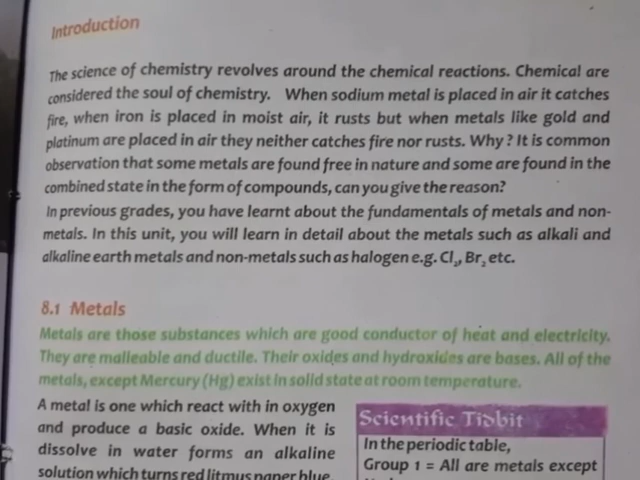 Introduction
The science of chemistry revolves around the chemical reactions. Chemical are
considered the soul of chemistry. When sodium metal is placed in air it catches
fire, when iron is placed in moist air, it rusts but when metals like gold and
platinum are placed in air they neither catches fire nor rusts. Why ? It is common
observation that some metals are found free in nature and some are found in the
combined state in the form of compounds, can you give the reason?
In previous grades, you have learnt about the fundamentals of metals and non-
metals. In this unit, you will learn in detail about the metals such as alkali and
alkaline earth metals and non-metals such as halogen e.g. Cl₂, Br₂ etc.
8.1 Metals
Metals are those substances which are good conductor of heat and electricity.
They are malleable and ductile. Their oxides and hydroxides are bases. All of the
metals, except Mercury (Hg) exist in solid state at room temperature.
A metal is one which react with in oxygen
and produce a basic oxide. When it is
dissolve in water forms an alkaline
solution which turns red litmus paper blue.
Scientific Tidbit
In the periodic table,
Group 1 = All are metals except